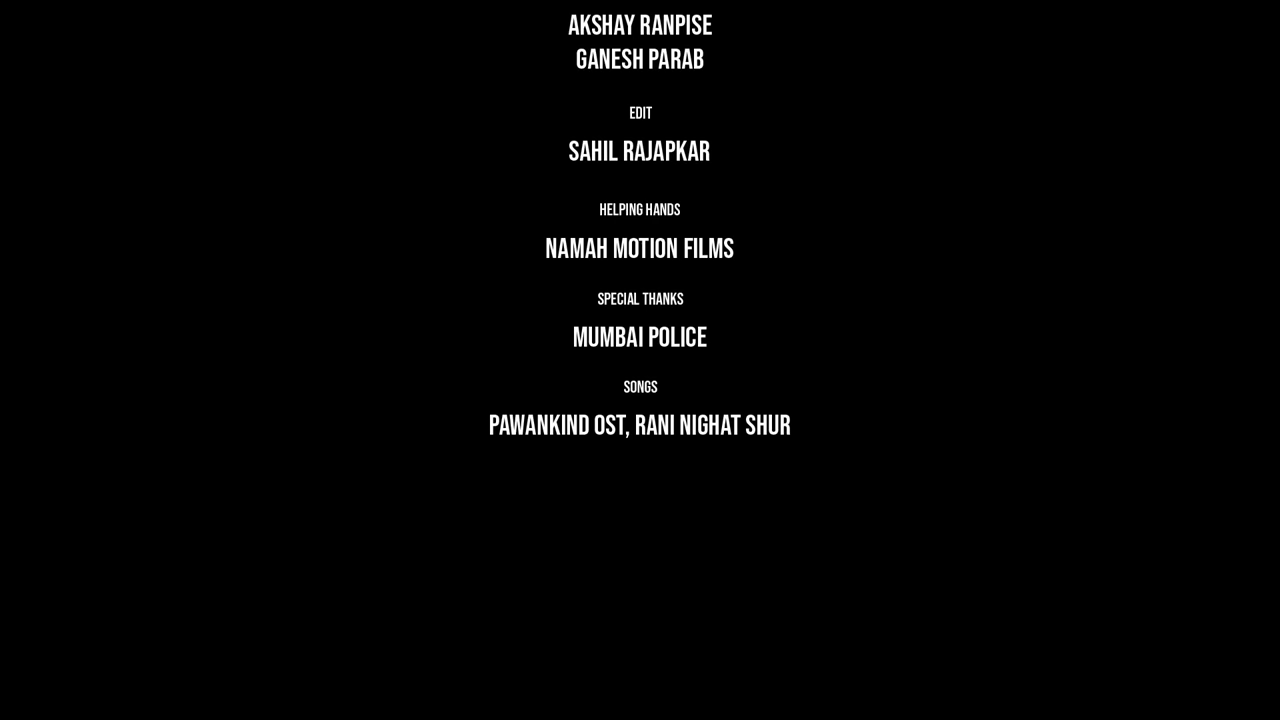 AKSHAY RANPISE
GANESH PARAB
EDIT
SAHIL RAJAPKAR
HELPING HANDS
NAMAH MOTION FILMS
SPECIAL THANKS
MUMBAI POLICE
SONGS
PAWANKIND OST, RANI NIGHAT SHUR